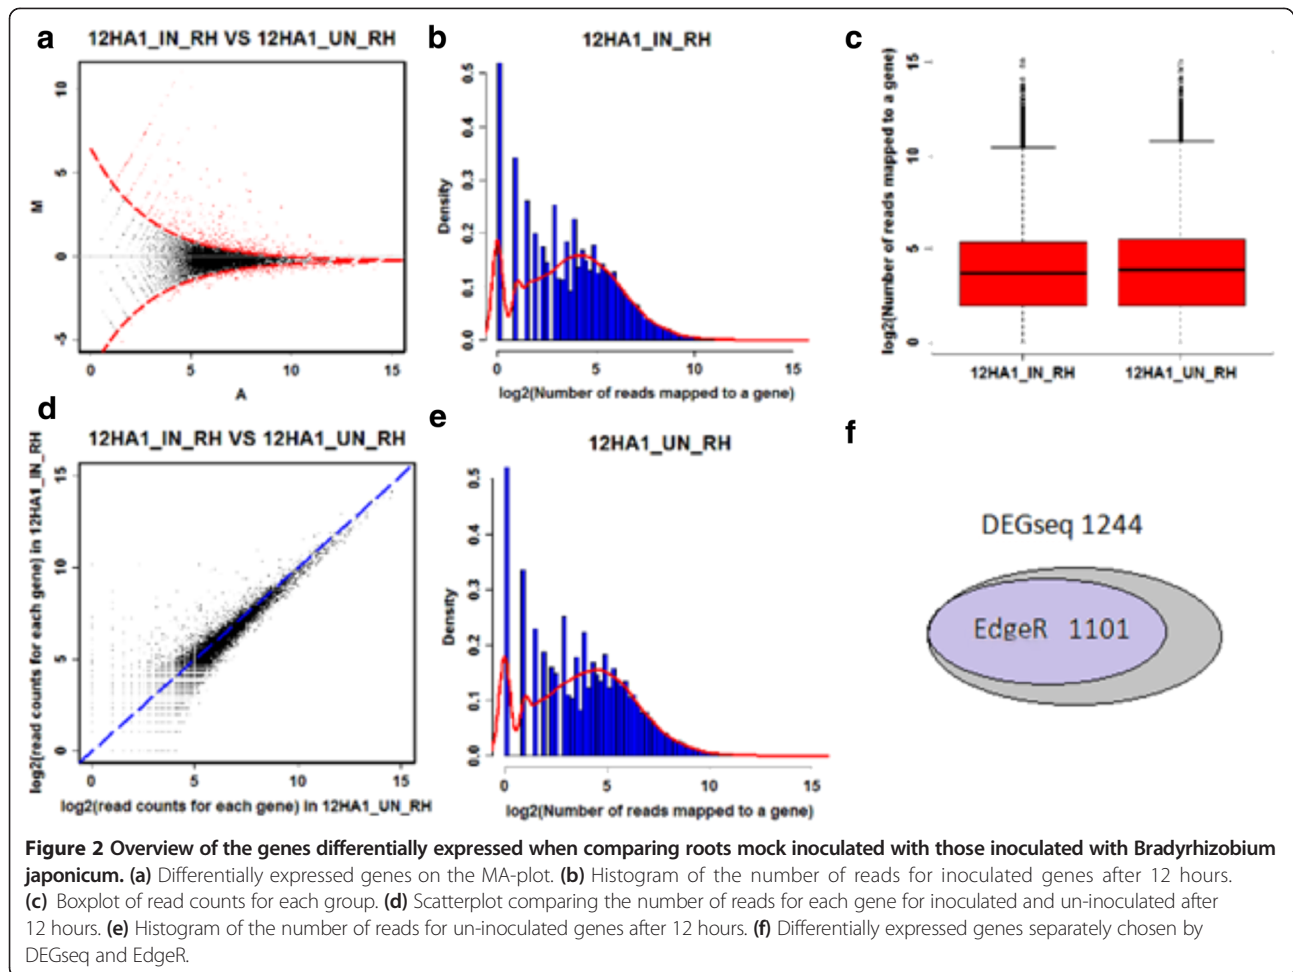 a
12HA1_IN_RH VS 12HA1_UN_RH
10
5
0
-5
M
0
5
10
15
A
b
12HA1_IN_RH
0.5
0.4
0.3
0.2
0.1
0.0
Density
0
5
10
15
log2(Number of reads mapped to a gene)
c
15
10
5
0
log2(Number of reads mapped to a gene)
12HA1_IN_RH
12HA1_UN_RH
d
12HA1_IN_RH VS 12HA1_UN_RH
15
10
5
0
log2(read counts for each gene) in 12HA1_IN_RH
0
5
10
15
log2(read counts for each gene) in 12HA1_UN_RH
e
12HA1_UN_RH
0.5
0.4
0.3
0.2
0.1
0.0
Density
0
5
10
15
log2(Number of reads mapped to a gene)
f
DEGseq 1244
EdgeR 1101
Figure 2 Overview of the genes differentially expressed when comparing roots mock inoculated with those inoculated with Bradyrhizobium
japonicum. (a) Differentially expressed genes on the MA-plot. (b) Histogram of the number of reads for inoculated genes after 12 hours.
(c) Boxplot of read counts for each group. (d) Scatterplot comparing the number of reads for each gene for inoculated and un-inoculated after
12 hours. (e) Histogram of the number of reads for un-inoculated genes after 12 hours. (f) Differentially expressed genes separately chosen by
DEGseq and EdgeR.